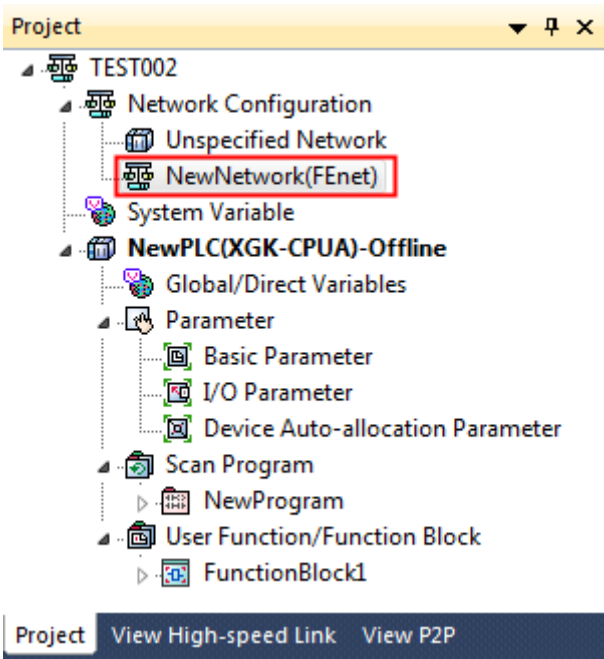 Project
TEST002
Network Configuration
Unspecified Network
NewNetwork(FEnet)
System Variable
NewPLC(XGK-CPUA)-Offline
Global/Direct Variables
Parameter
Basic Parameter
I/O Parameter
Device Auto-allocation Parameter
Scan Program
NewProgram
User Function/Function Block
FunctionBlock1
Project View High-speed Link View P2P